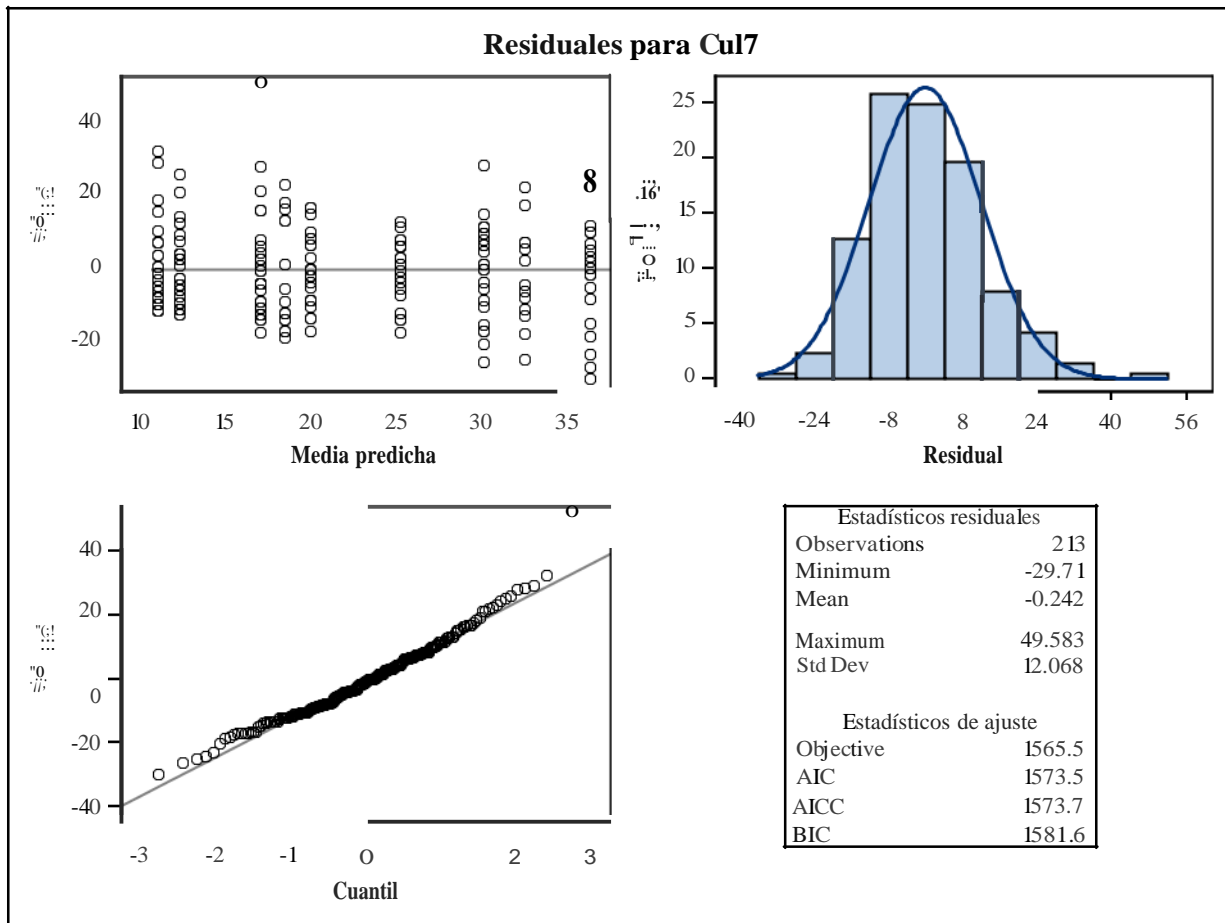 Residuales para Cul7
40
20
0
-20
10 15 20 25 30 35
Media predicha
25
20
15
10
5
0
-40 -24 -8 8 24 40 56
Residual
40
20
0
-20
-40
-3 -2 -1 0 2 3
Cuantil
Estadísticos residuales
Observations 213
Minimum -29.71
Mean -0.242
Maximum 49.583
Std Dev 12.068
Estadísticos de ajuste
Objective 1565.5
AIC 1573.5
AICC 1573.7
BIC 1581.6